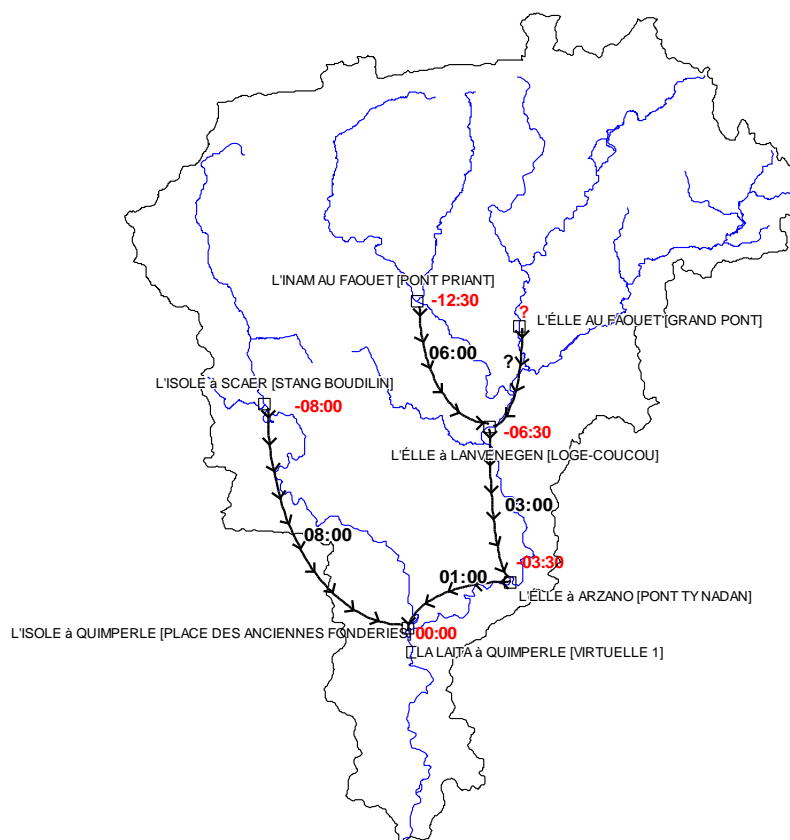 L'INAM AU FAOUET [PONT PRIANT]
-12:30
?
L'ÉLLE AU FAOUET [GRAND PONT]
06:00
?
L'ISOLE à SCAER [STANG BOUDILIN]
-08:00
-06:30
L'ÉLLE à LANVENEGEN [LOGE-COUCOU]
03:00
08:00
-03:30
01:00
L'ÉLLE à ARZANO [PONT TY NADAN]
L'ISOLE à QUIMPERLE [PLACE DES ANCIENNES FONDERIES]
00:00
LA LAITA à QUIMPERLE [VIRTUELLE 1]